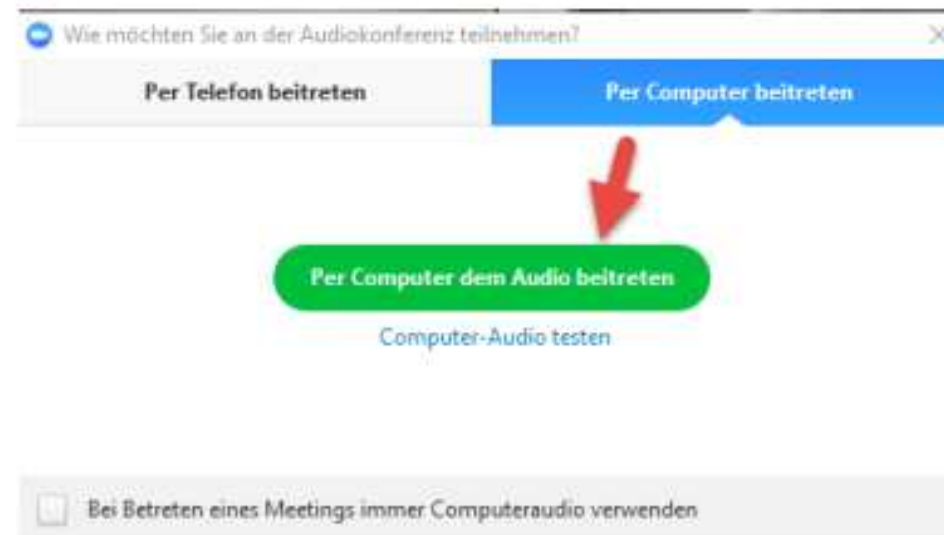 Wie möchten Sie an der Audiokonferenz teilnehmen?
Per Telefon beitreten
Per Computer beitreten
Per Computer dem Audio beitreten
Computer-Audio testen
Bei Betreten eines Meetings immer Computeraudio verwenden